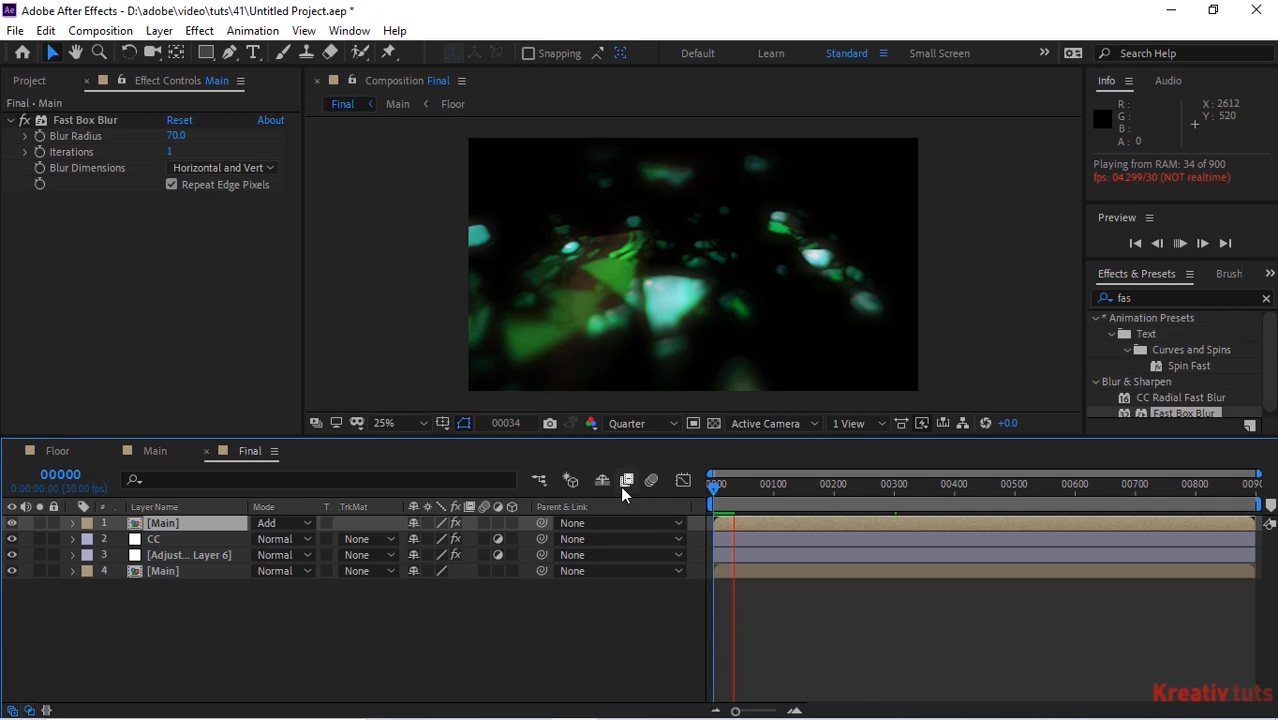 Adobe After Effects - D:\adobe\video\tuts\41\Untitled Project.aep *
File Edit Composition Layer Effect Animation View Window Help
Snapping Default Learn Standard Small Screen Search Help
Project Effect Controls Main Composition Final Info Audio
Final • Main Final Main Floor R : X : 2612
fx Fast Box Blur Reset About G : Y : 520
Blur Radius 70.0 B :
Iterations 1 A : 0
Blur Dimensions Horizontal and Vert Playing from RAM: 34 of 900
Repeat Edge Pixels fps: 04.299/30 (NOT realtime)
Preview
Effects & Presets Brush
fas
* Animation Presets
Text
Curves and Spins
Spin Fast
Blur & Sharpen
CC Radial Fast Blur
Fast Box Blur
25% 00034 Quarter Active Camera 1 View +0.0
Floor Main Final
00000
0:00:00:00 (30.00 fps)
0000 00100 00200 00300 00400 00500 00600 00700 00800 0090
# Layer Name Mode T .TrkMat Parent & Link
1 [Main] Add fx None
2 CC Normal None fx None
3 [Adjust... Layer 6] Normal None fx None
4 [Main] Normal None None
Kreativ tuts